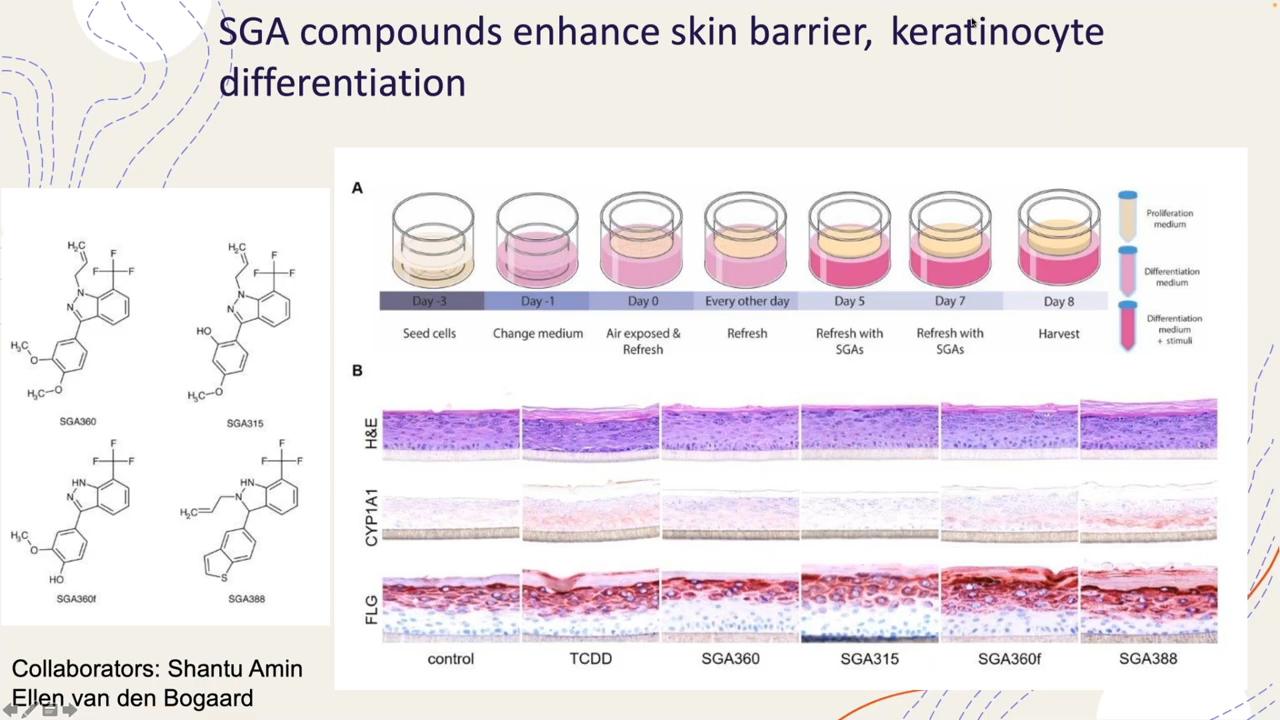 SGA compounds enhance skin barrier, keratinocyte
differentiation
H₂C
F
F
F
N
N
H₃C
O
H₃C
O
SGA360
H₂C
F
F
F
N
N
HO
H₃C
O
SGA315
F
F
F
HN
N
H₃C
O
HO
SGA360f
F
F
F
HN
N
H₂C
S
SGA388
Collaborators: Shantu Amin
Ellen van den Bogaard
A
Day -3
Day -1
Day 0
Every other day
Day 5
Day 7
Day 8
Seed cells
Change medium
Air exposed &
Refresh
Refresh
Refresh with
SGAs
Refresh with
SGAs
Harvest
Proliferation
medium
Differentiation
medium
Differentiation
medium
+ stimuli
B
H&E
CYP1A1
FLG
control
TCDD
SGA360
SGA315
SGA360f
SGA388